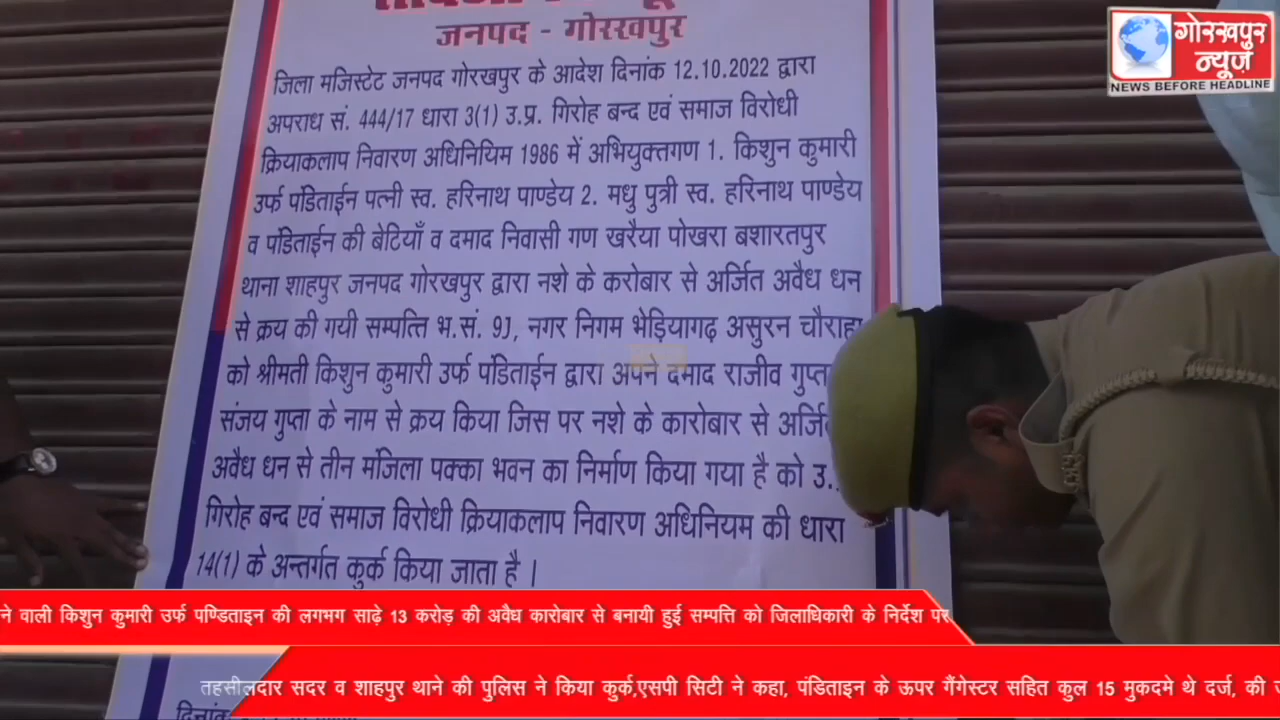 जनपद - गोरखपुर
जिला मजिस्टेट जनपद गोरखपुर के आदेश दिनांक 12.10.2022 द्वारा
अपराध सं. 444/17 धारा 3(1) उ.प्र. गिरोह बन्द एवं समाज विरोधी
क्रियाकलाप निवारण अधिनियिम 1986 में अभियुक्तगण 1. किशुन कुमारी
उर्फ पंडिताईन पत्नी स्व. हरिनाथ पाण्डेय 2. मधु पुत्री स्व. हरिनाथ पाण्डेय
व पंडिताईन की बेटियाँ व दमाद निवासी गण खरैया पोखरा बशारतपुर
थाना शाहपुर जनपद गोरखपुर द्वारा नशे के करोबार से अर्जित अवैध धन
से क्रय की गयी सम्पत्ति भ.सं. 9J, नगर निगम भेड़ियागढ़ असुरन चौराहा
को श्रीमती किशुन कुमारी उर्फ पंडिताईन द्वारा अपने दमाद राजीव गुप्ता
संजय गुप्ता के नाम से क्रय किया जिस पर नशे के कारोबार से
अवैध धन से तीन मंजिला पक्का भवन का निर्माण किया गया है को उ.
गिरोह बन्द एवं समाज विरोधी क्रियाकलाप निवारण अधिनियम की धारा
14(1) के अन्तर्गत कुर्क किया जाता है।
दिनांक
गोरखपुर
न्यूज़
NEWS BEFORE HEADLINE
ने वाली किशुन कुमारी उर्फ पण्डिताइन की लगभग साढ़े 13 करोड़ की अवैध कारोबार से बनायी हुई सम्पत्ति को जिलाधिकारी के निर्देश पर
तहसीलदार सदर व शाहपुर थाने की पुलिस ने किया कुर्क,एसपी सिटी ने कहा, पंडिताइन के ऊपर गैंगेस्टर सहित कुल 15 मुकदमे थे दर्ज, की